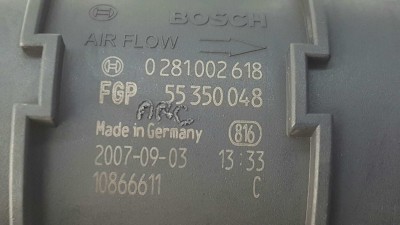 BOSCH
AIR FLOW
0 281 002 618
FGP 55 350 048
Made in Germany 816
2007-09-03 13:33
10866611 C